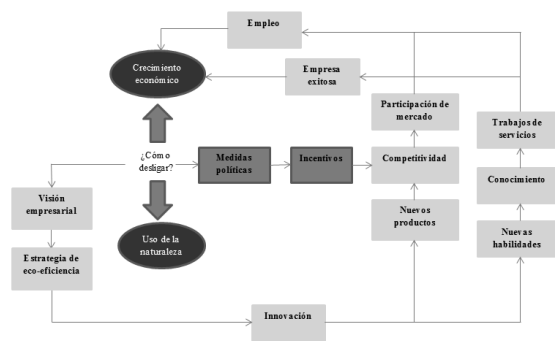 Empleo
Crecimiento
económico
Empresa
exitosa
Participación de
mercado
Trabajos de
servicios
¿Cómo
desligar?
Medidas
políticas
Incentivos
Competitividad
Conocimiento
Visión
empresarial
Nuevos
productos
Nuevas
habilidades
Uso de la
naturaleza
Estrategia de
eco-eficiencia
Innovación